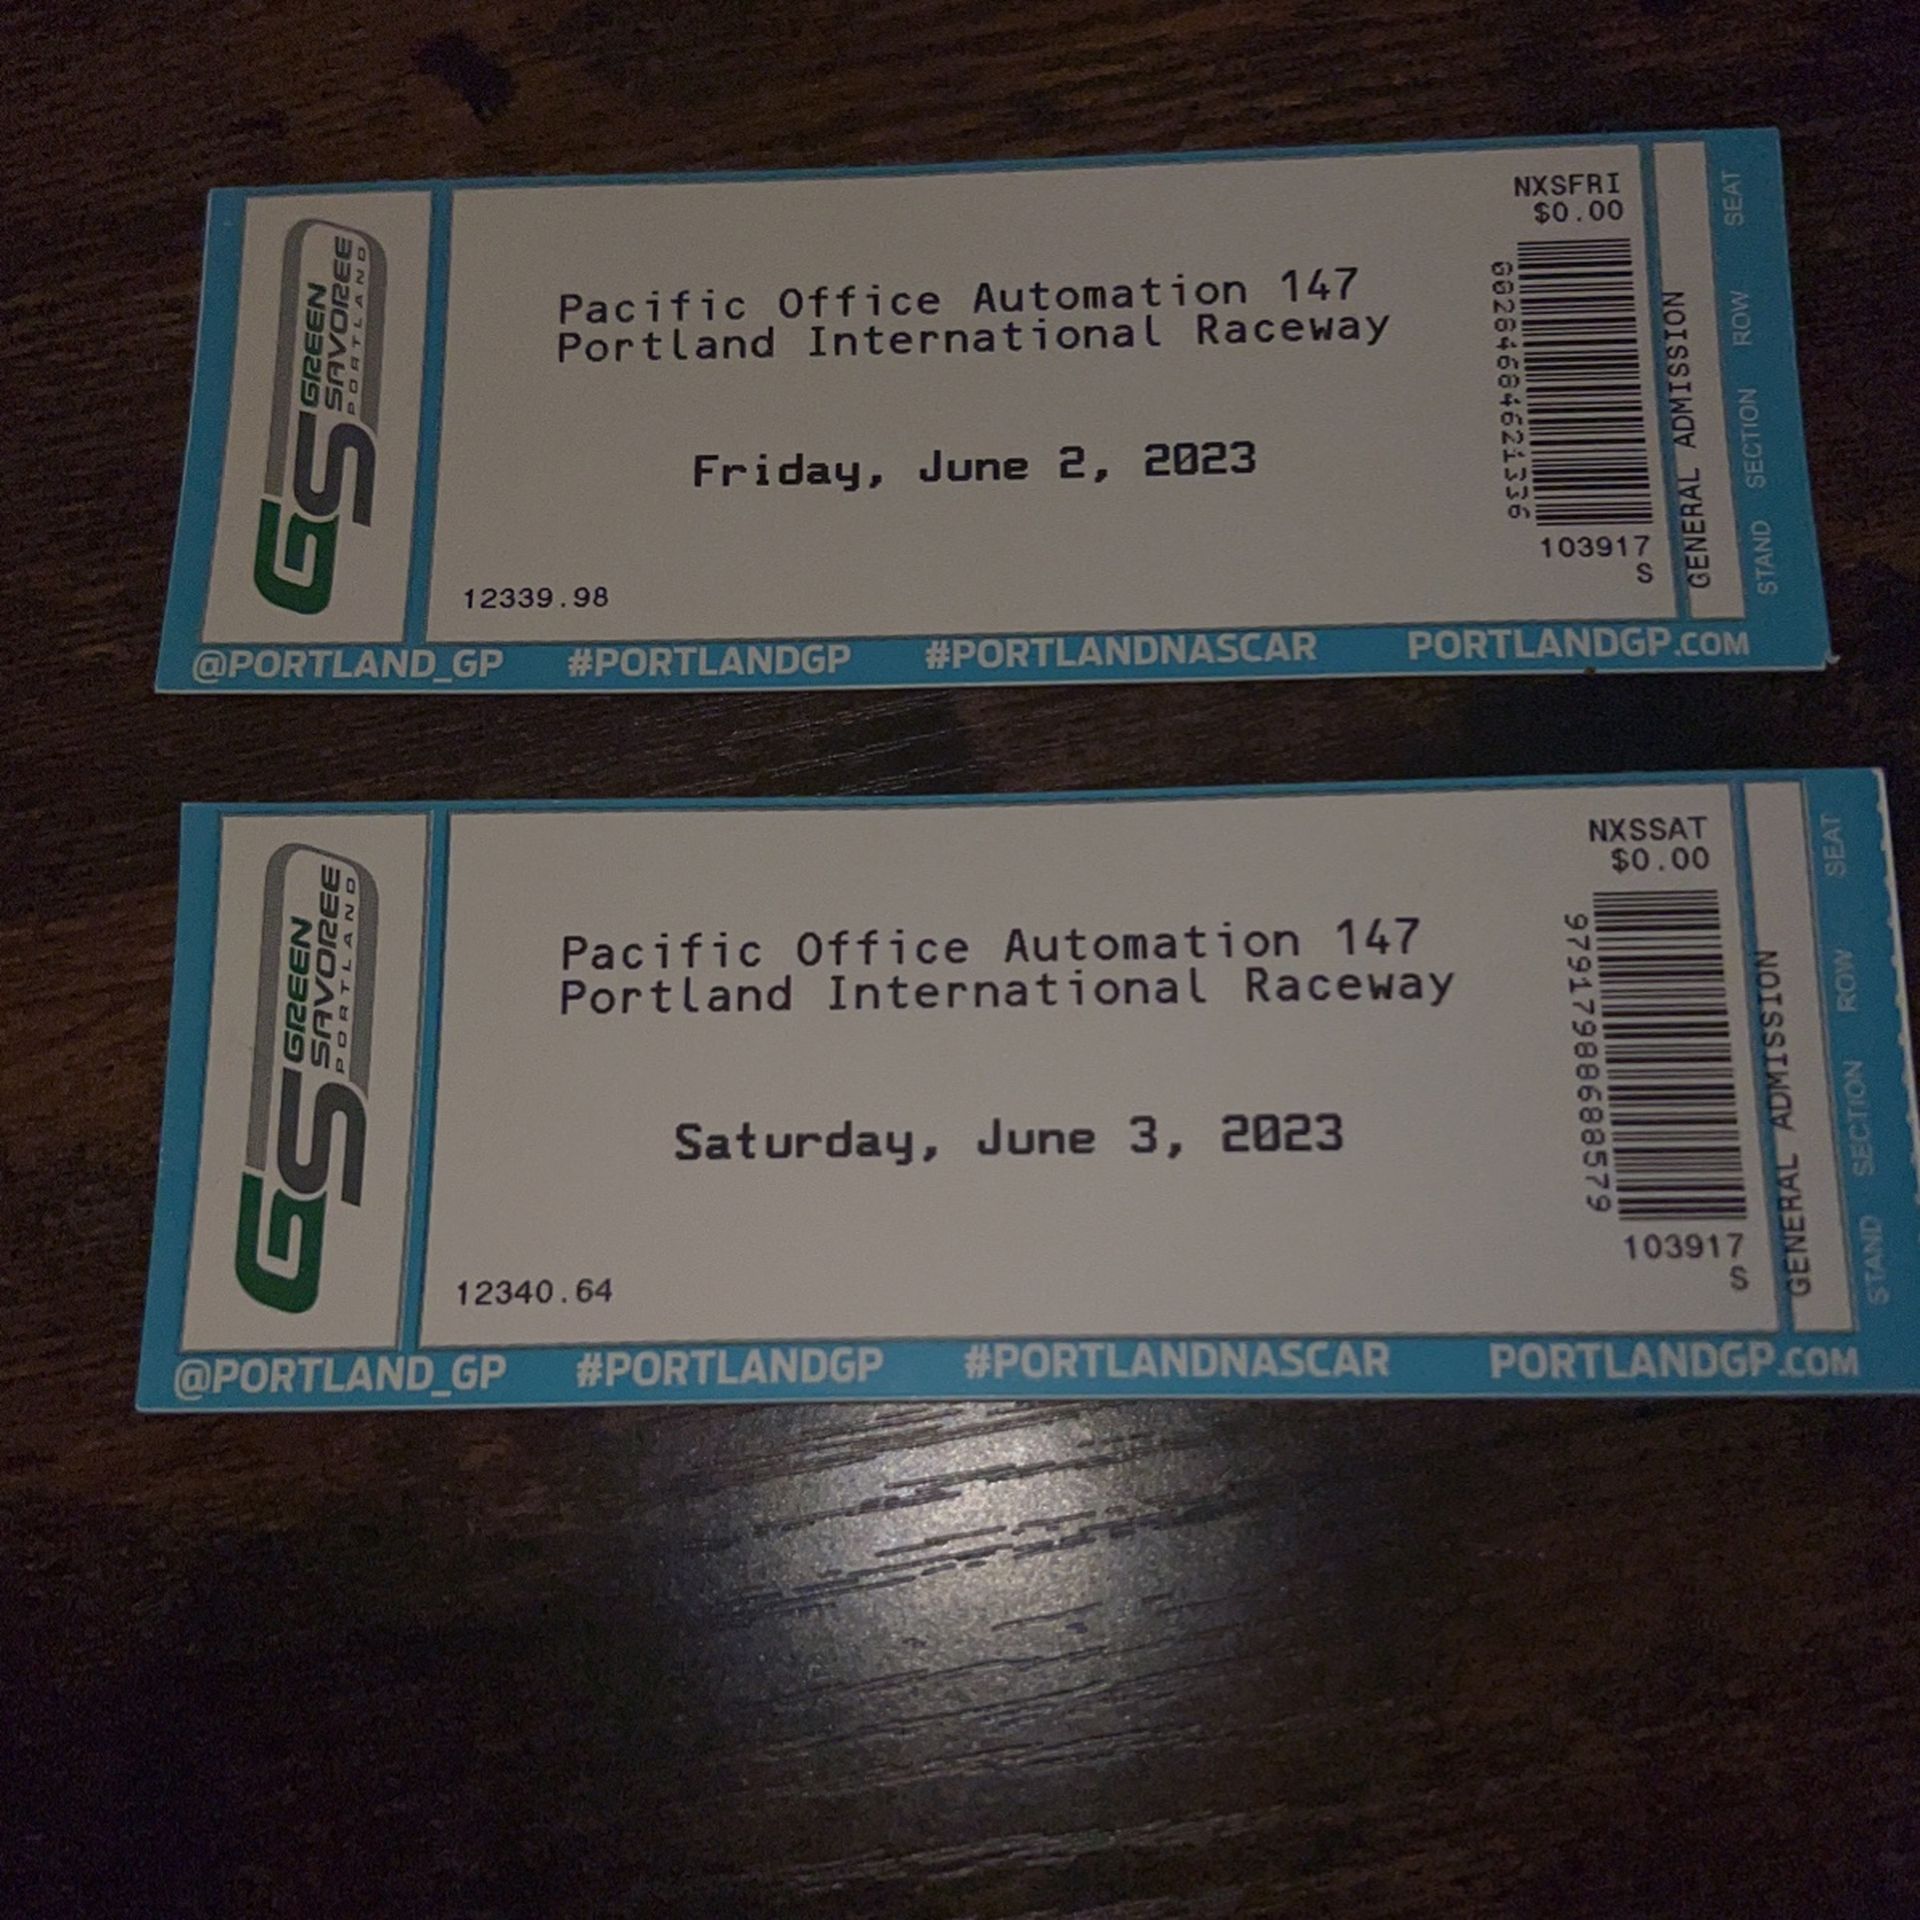 GS GREEN
SAVOREE
PORTLAND
Pacific Office Automation 147
Portland International Raceway
Friday, June 2, 2023
12339.98
NXSFRI
$0.00
602846846621336
103917
S
GENERAL ADMISSION
STAND SECTION ROW SEAT
@PORTLAND_GP #PORTLANDGP #PORTLANDNASCAR PORTLANDGP.COM
GS GREEN
SAVOREE
PORTLAND
Pacific Office Automation 147
Portland International Raceway
Saturday, June 3, 2023
12340.64
NXSSAT
$0.00
103917
S
GENERAL ADMISSION
STAND SECTION ROW SEAT
@PORTLAND_GP #PORTLANDGP #PORTLANDNASCAR PORTLANDGP.COM